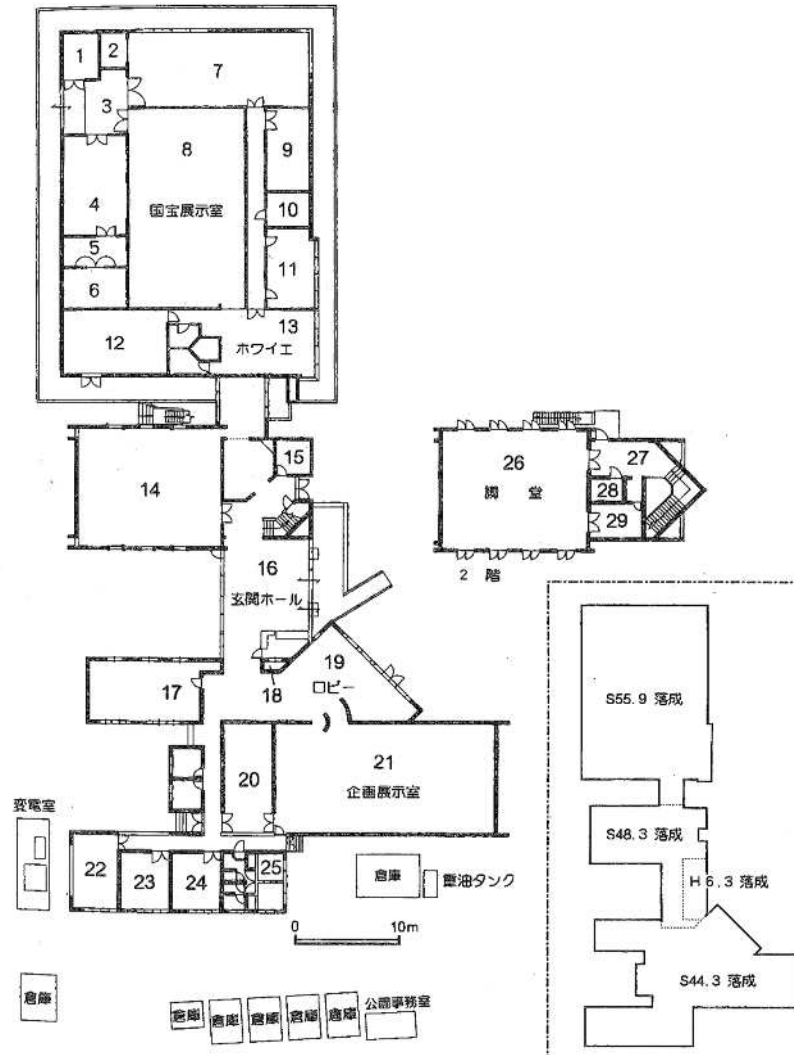 1
2
3
7
8
国宝展示室
9
4
10
5
11
6
12
13
ホワイエ
14
15
26
講堂
27
28
29
2 階
16
玄関ホール
17
18
19
ロビー
20
21
企画展示室
変電室
22
23
24
25
倉庫
重油タンク
0
10m
倉庫
倉庫
倉庫
倉庫
倉庫
倉庫
公園事務室
S55.9 落成
S48.3 落成
H 6.3 落成
S44.3 落成